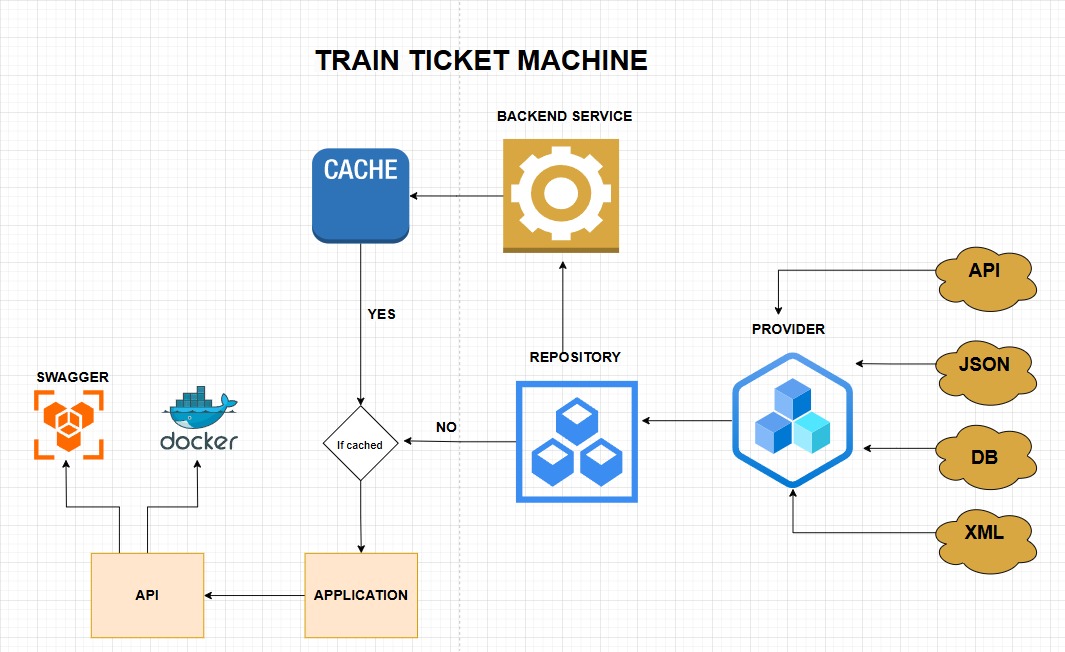 TRAIN TICKET MACHINE
BACKEND SERVICE
CACHE
API
YES
PROVIDER
REPOSITORY
JSON
SWAGGER
docker
NO
If cached
DB
XML
API
APPLICATION